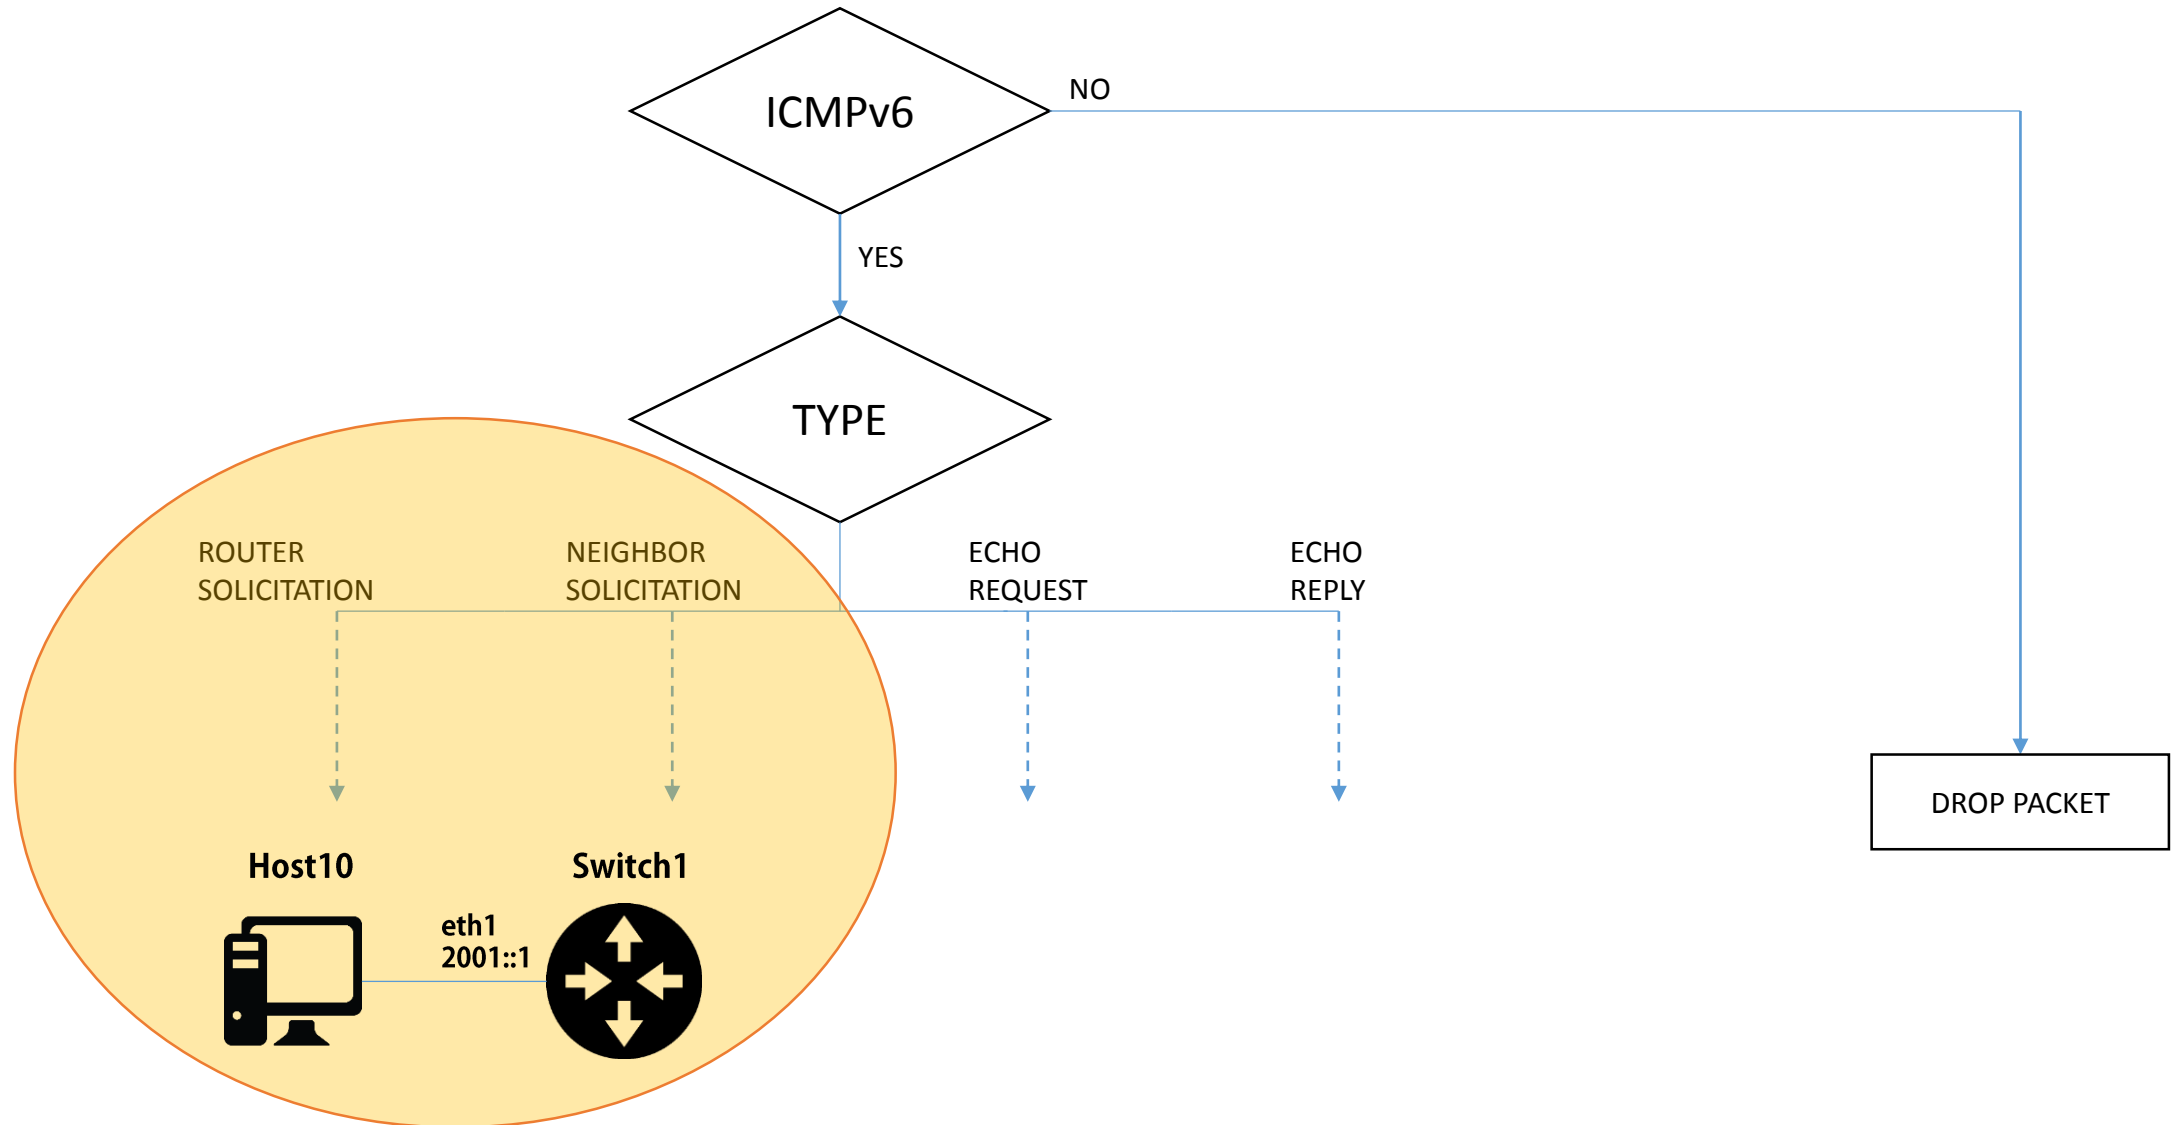 ICMPv6
NO
YES
TYPE
ROUTER
SOLICITATION
NEIGHBOR
SOLICITATION
ECHO
REQUEST
ECHO
REPLY
DROP PACKET
Host10
Switch1
eth1
2001::1